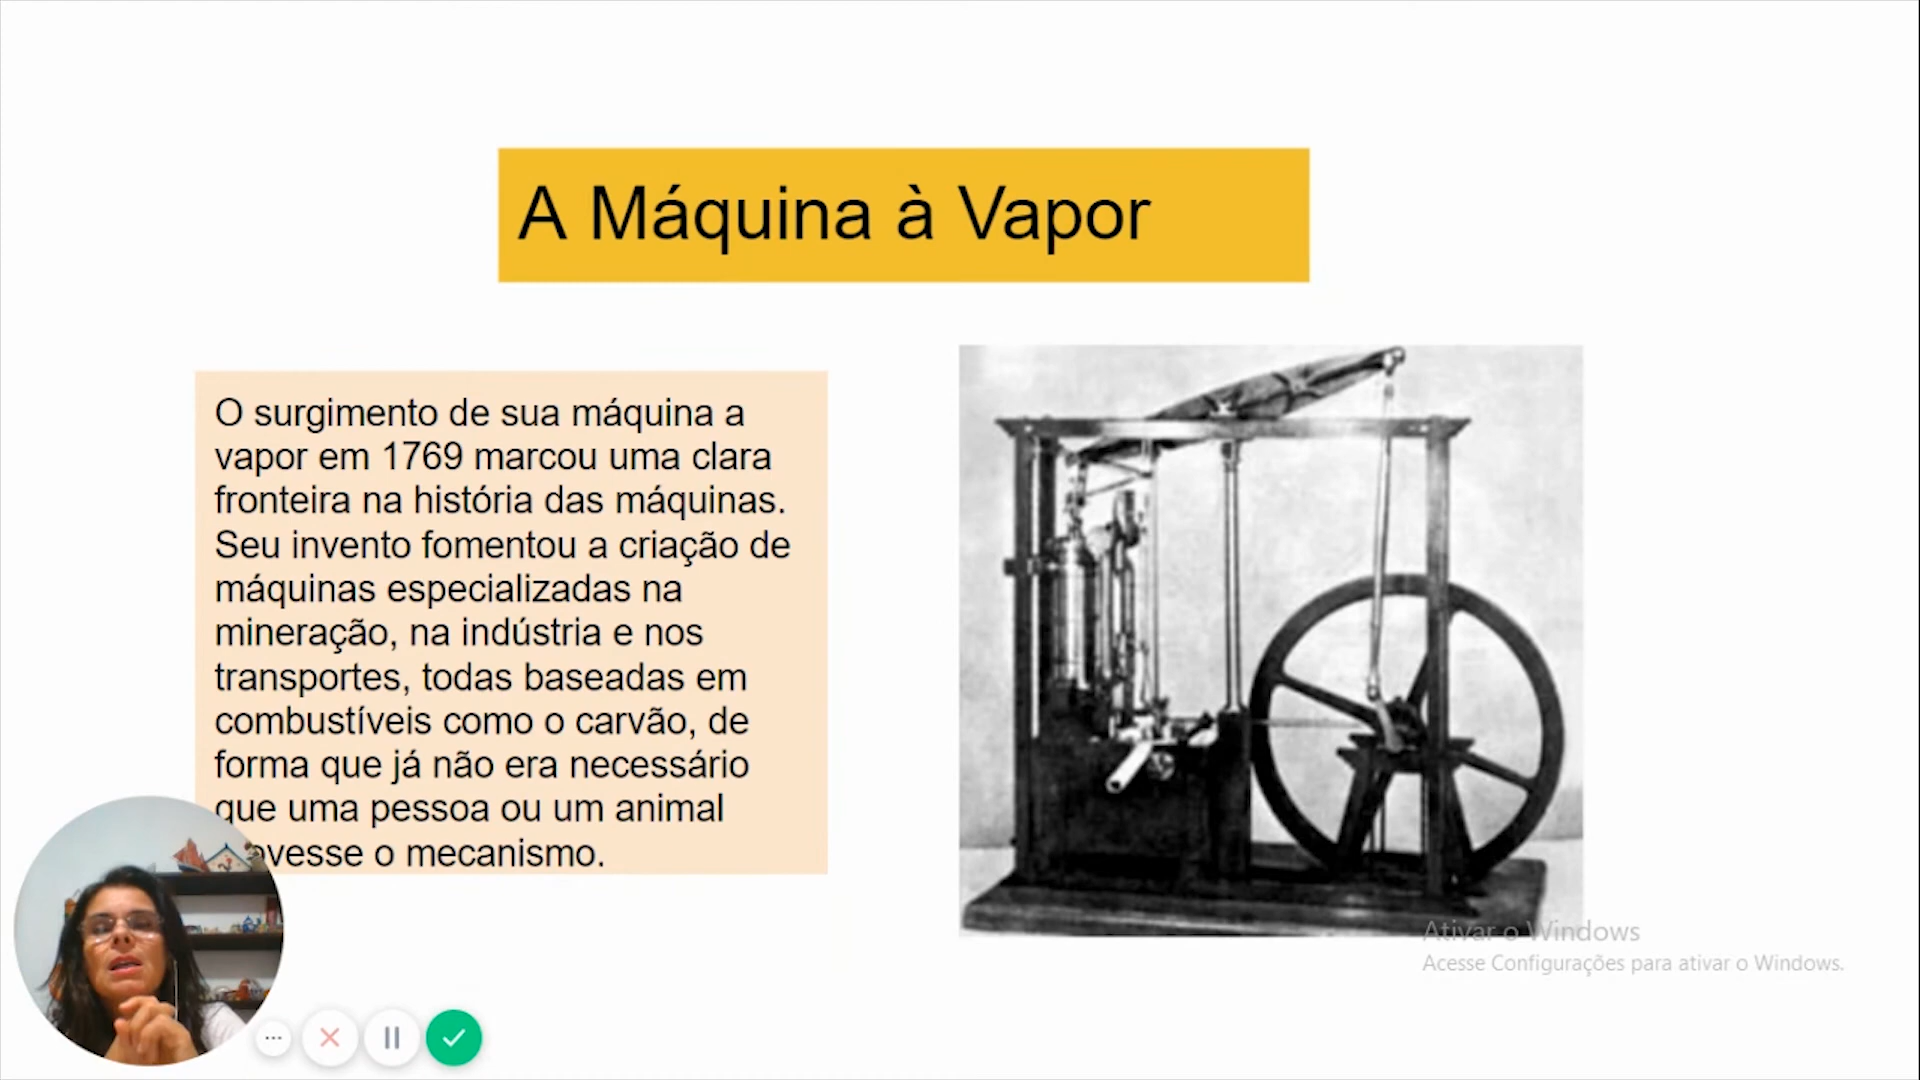 A Máquina à Vapor
O surgimento de sua máquina a
vapor em 1769 marcou uma clara
fronteira na história das máquinas.
Seu invento fomentou a criação de
máquinas especializadas na
mineração, na indústria e nos
transportes, todas baseadas em
combustíveis como o carvão, de
forma que já não era necessário
que uma pessoa ou um animal
o mecanismo.
Ativar o Windows
Acesse Configurações para ativar o Windows.